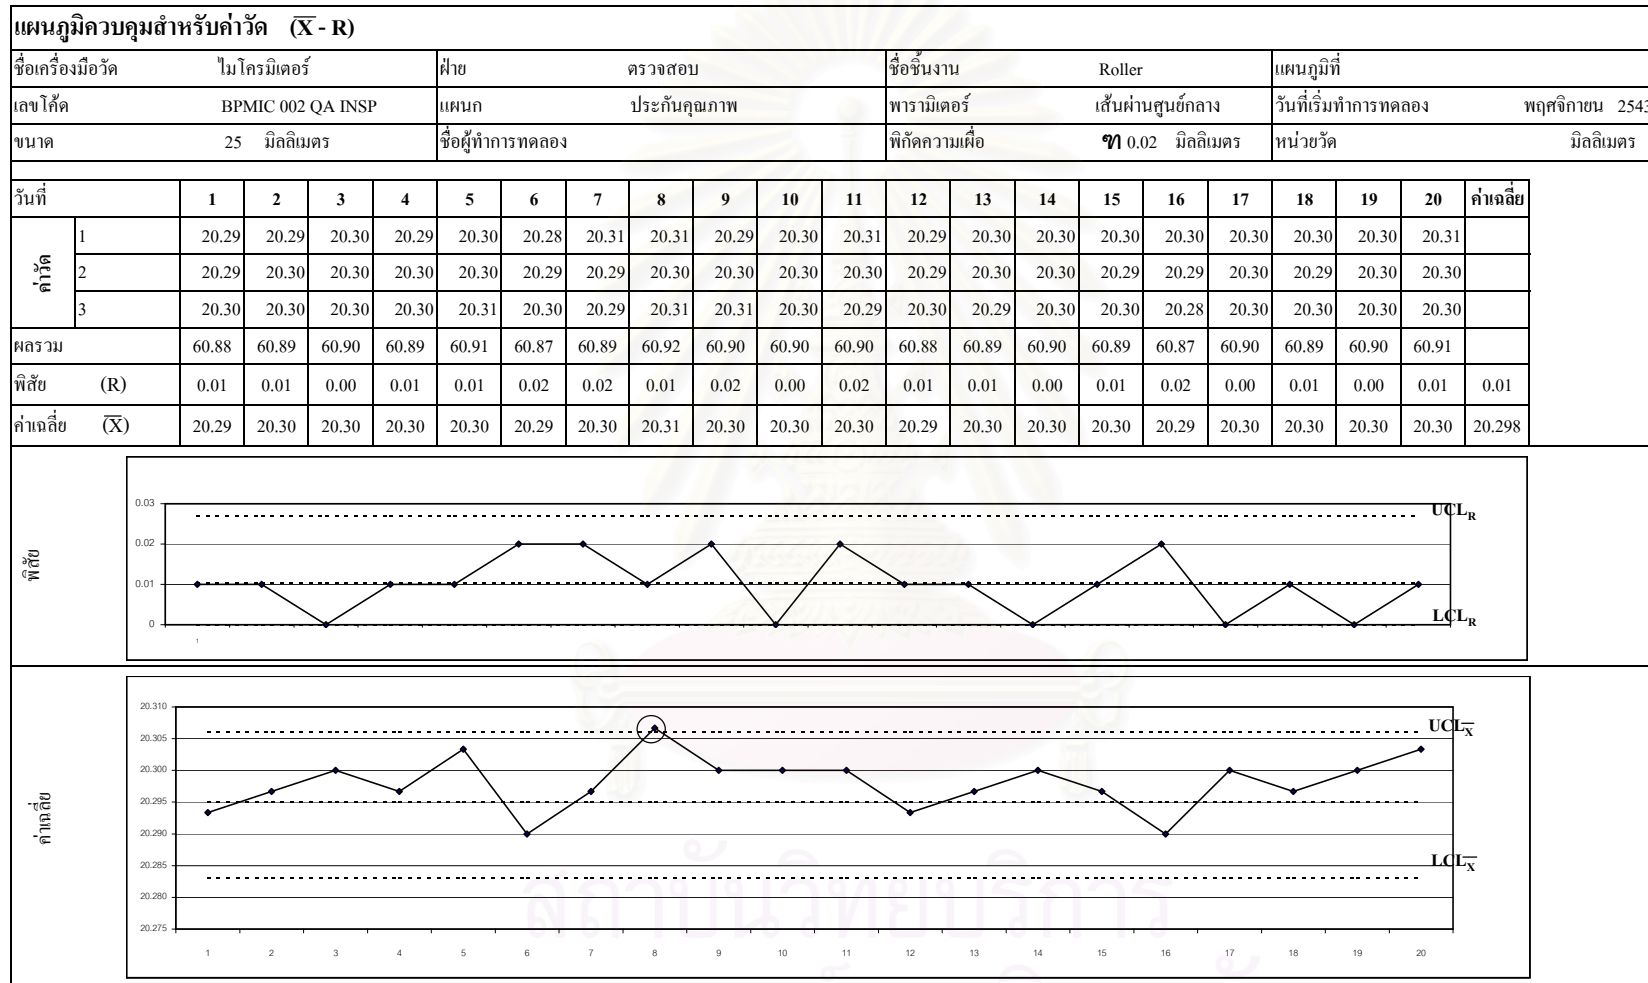 แผนภูมิควบคุมสำหรับค่าวัด (X̅ - R)
ชื่อเครื่องมือวัด ไมโครมิเตอร์ ฝ่าย ตรวจสอบ ชื่อชิ้นงาน Roller แผนภูมิที่
เลขโค้ด BPMIC 002 QA INSP แผนก ประกันคุณภาพ พารามิเตอร์ เส้นผ่านศูนย์กลาง วันที่เริ่มทำการทดลอง พฤศจิกายน 2543
ขนาด 25 มิลลิเมตร ชื่อผู้ทำการทดลอง พิกัดความเผื่อ ฑ 0.02 มิลลิเมตร หน่วยวัด มิลลิเมตร
วันที่ 1 2 3 4 5 6 7 8 9 10 11 12 13 14 15 16 17 18 19 20 ค่าเฉลี่ย
ค่าวัด
1 20.29 20.29 20.30 20.29 20.30 20.28 20.31 20.31 20.29 20.30 20.31 20.29 20.30 20.30 20.30 20.30 20.30 20.30 20.30 20.31
2 20.29 20.30 20.30 20.30 20.30 20.29 20.29 20.30 20.30 20.30 20.30 20.29 20.30 20.30 20.29 20.29 20.30 20.29 20.30 20.30
3 20.30 20.30 20.30 20.30 20.31 20.30 20.29 20.31 20.31 20.30 20.29 20.30 20.29 20.30 20.30 20.28 20.30 20.30 20.30 20.30
ผลรวม 60.88 60.89 60.90 60.89 60.91 60.87 60.89 60.92 60.90 60.90 60.90 60.88 60.89 60.90 60.89 60.87 60.90 60.89 60.90 60.91
พิสัย (R) 0.01 0.01 0.00 0.01 0.01 0.02 0.02 0.01 0.02 0.00 0.02 0.01 0.01 0.00 0.01 0.02 0.00 0.01 0.00 0.01 0.01
ค่าเฉลี่ย (X̅) 20.29 20.30 20.30 20.30 20.30 20.29 20.30 20.31 20.30 20.30 20.30 20.29 20.30 20.30 20.30 20.29 20.30 20.30 20.30 20.30 20.298
พิสัย
0.03
UCL_R
0.02
0.01
0
LCL_R
1
ค่าเฉลี่ย
20.310
UCL_X̅
20.305
20.300
20.295
20.290
20.285
LCL_X̅
20.280
20.275
1 2 3 4 5 6 7 8 9 10 11 12 13 14 15 16 17 18 19 20
สถาบันวิทยบริการ